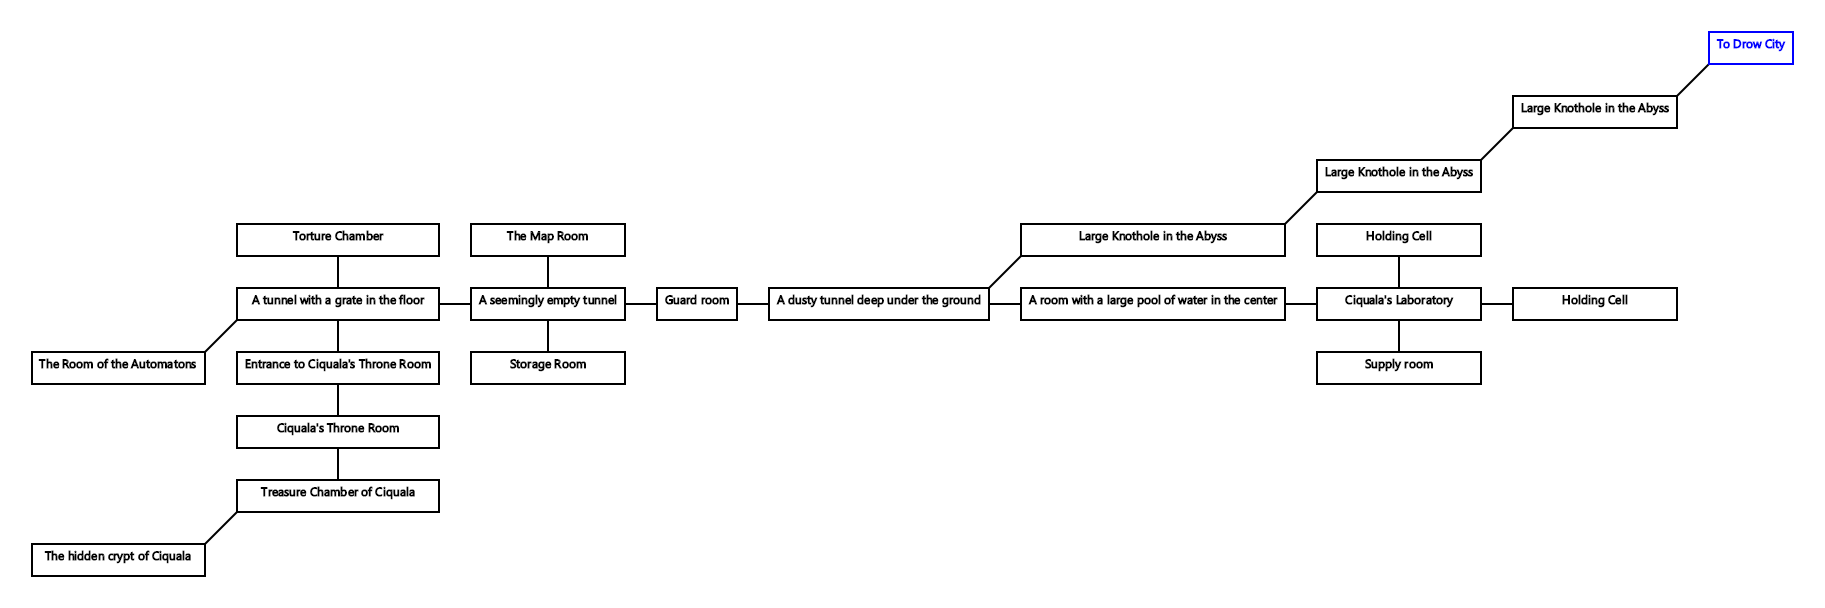 To Drow City
Large Knothole in the Abyss
Large Knothole in the Abyss
Torture Chamber
The Map Room
Large Knothole in the Abyss
Holding Cell
A tunnel with a grate in the floor
A seemingly empty tunnel
Guard room
A dusty tunnel deep under the ground
A room with a large pool of water in the center
Ciquala's Laboratory
Holding Cell
The Room of the Automatons
Entrance to Ciquala's Throne Room
Storage Room
Supply room
Ciquala's Throne Room
Treasure Chamber of Ciquala
The hidden crypt of Ciquala